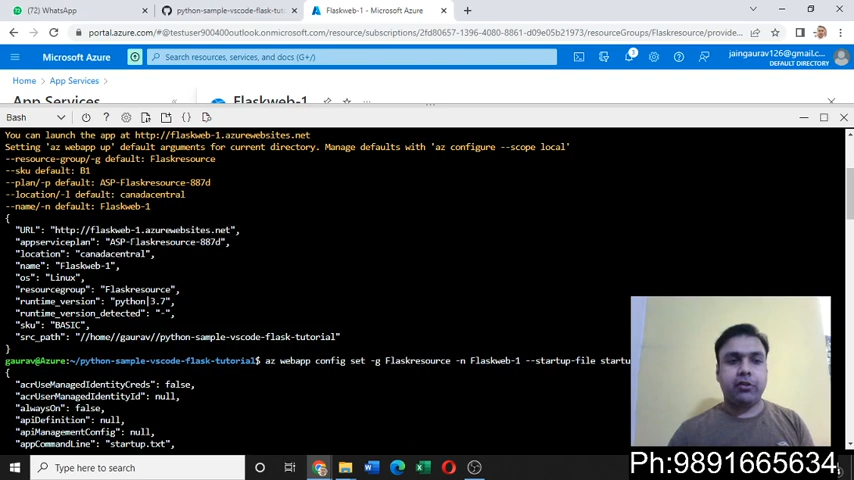 (72) WhatsApp
python-sample-vscode-flask-tut
Flaskweb-1 - Microsoft Azure
portal.azure.com/#@testuser900400outlook.onmicrosoft.com/resource/subscriptions/2fd80657-1396-4080-8861-d09e05b21973/resourceGroups/Flaskresource/provide...
Microsoft Azure
Search resources, services, and docs (G+/)
3
jaingaurav126@gmail.c...
DEFAULT DIRECTORY
Home > App Services >
App Services
Flaskweb-1
Bash
You can launch the app at http://flaskweb-1.azurewebsites.net
Setting 'az webapp up' default arguments for current directory. Manage defaults with 'az configure --scope local'
--resource-group/-g default: Flaskresource
--sku default: B1
--plan/-p default: ASP-Flaskresource-887d
--location/-l default: canadacentral
--name/-n default: Flaskweb-1
{
"URL": "http://flaskweb-1.azurewebsites.net",
"appserviceplan": "ASP-Flaskresource-887d",
"location": "canadacentral",
"name": "Flaskweb-1",
"os": "Linux",
"resourcegroup": "Flaskresource",
"runtime_version": "python|3.7",
"runtime_version_detected": "-",
"sku": "BASIC",
"src_path": "//home//gaurav//python-sample-vscode-flask-tutorial"
}
gaurav@Azure:~/python-sample-vscode-flask-tutorial$ az webapp config set -g Flaskresource -n Flaskweb-1 --startup-file startu
{
"acrUseManagedIdentityCreds": false,
"acrUserManagedIdentityId": null,
"alwaysOn": false,
"apiDefinition": null,
"apiManagementConfig": null,
"appCommandLine": "startup.txt",
Type here to search
Ph:9891665634